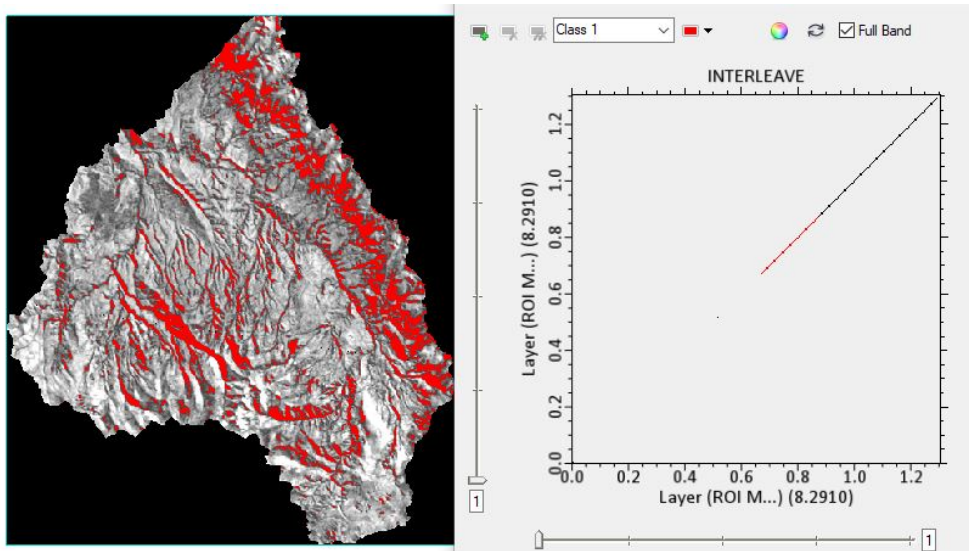 Class 1
Full Band
INTERLEAVE
Layer (ROI M...) (8.2910)
1.2
1.0
0.8
0.6
0.4
0.2
0.0
0.0 0.2 0.4 0.6 0.8 1.0 1.2
Layer (ROI M...) (8.2910)
1
1